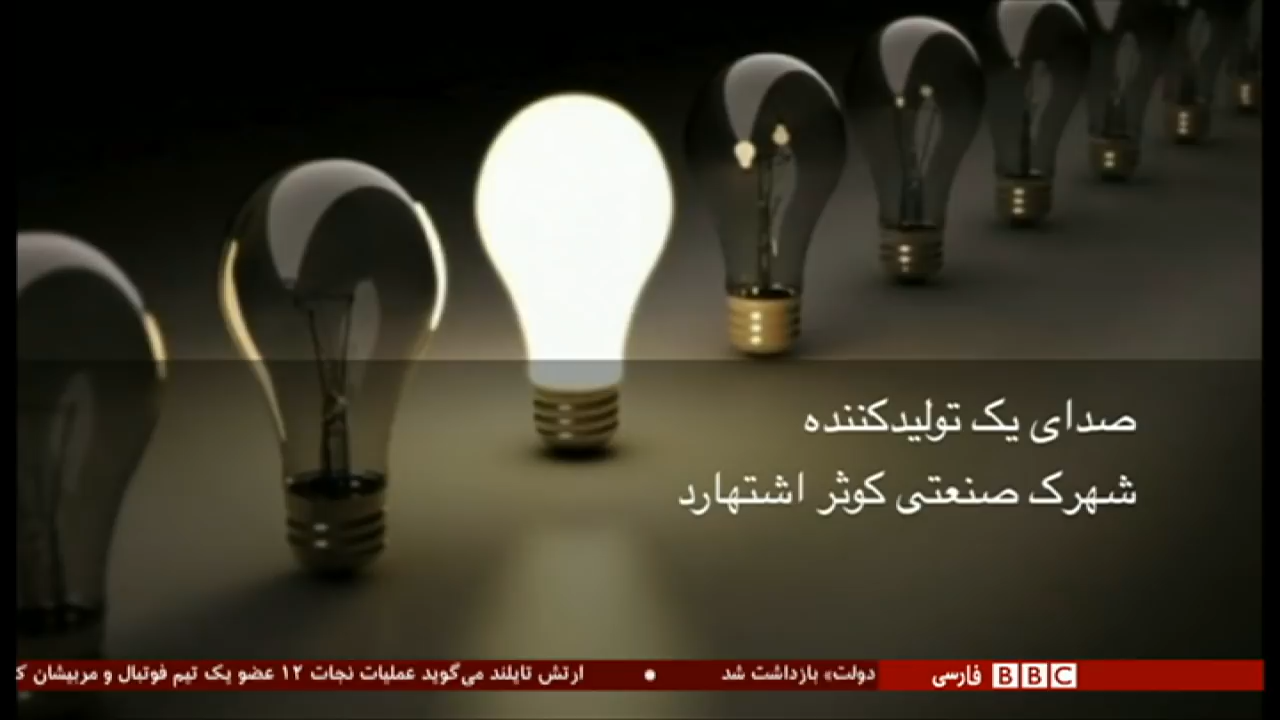 صدای یک تولیدکننده
شهرک صنعتی کوثر اشتهارد
BBC فارسی
دولت» بازداشت شد • ارتش تایلند می‌گوید عملیات نجات ۱۲ عضو یک تیم فوتبال و مربیشان